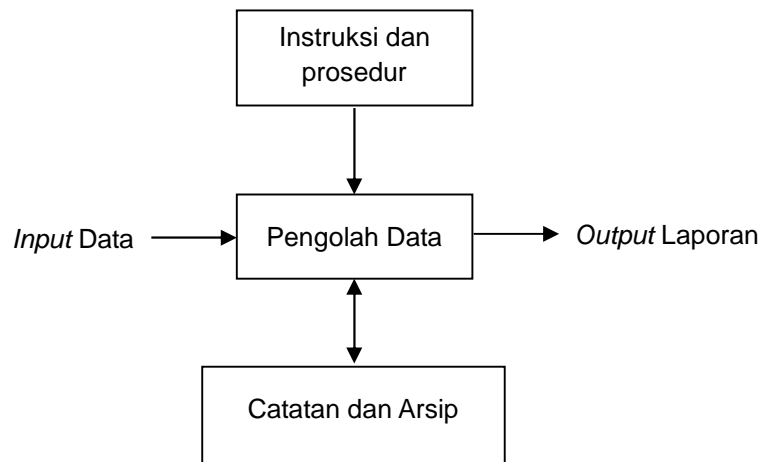 Instruksi dan
prosedur
Input Data
Pengolah Data
Output Laporan
Catatan dan Arsip